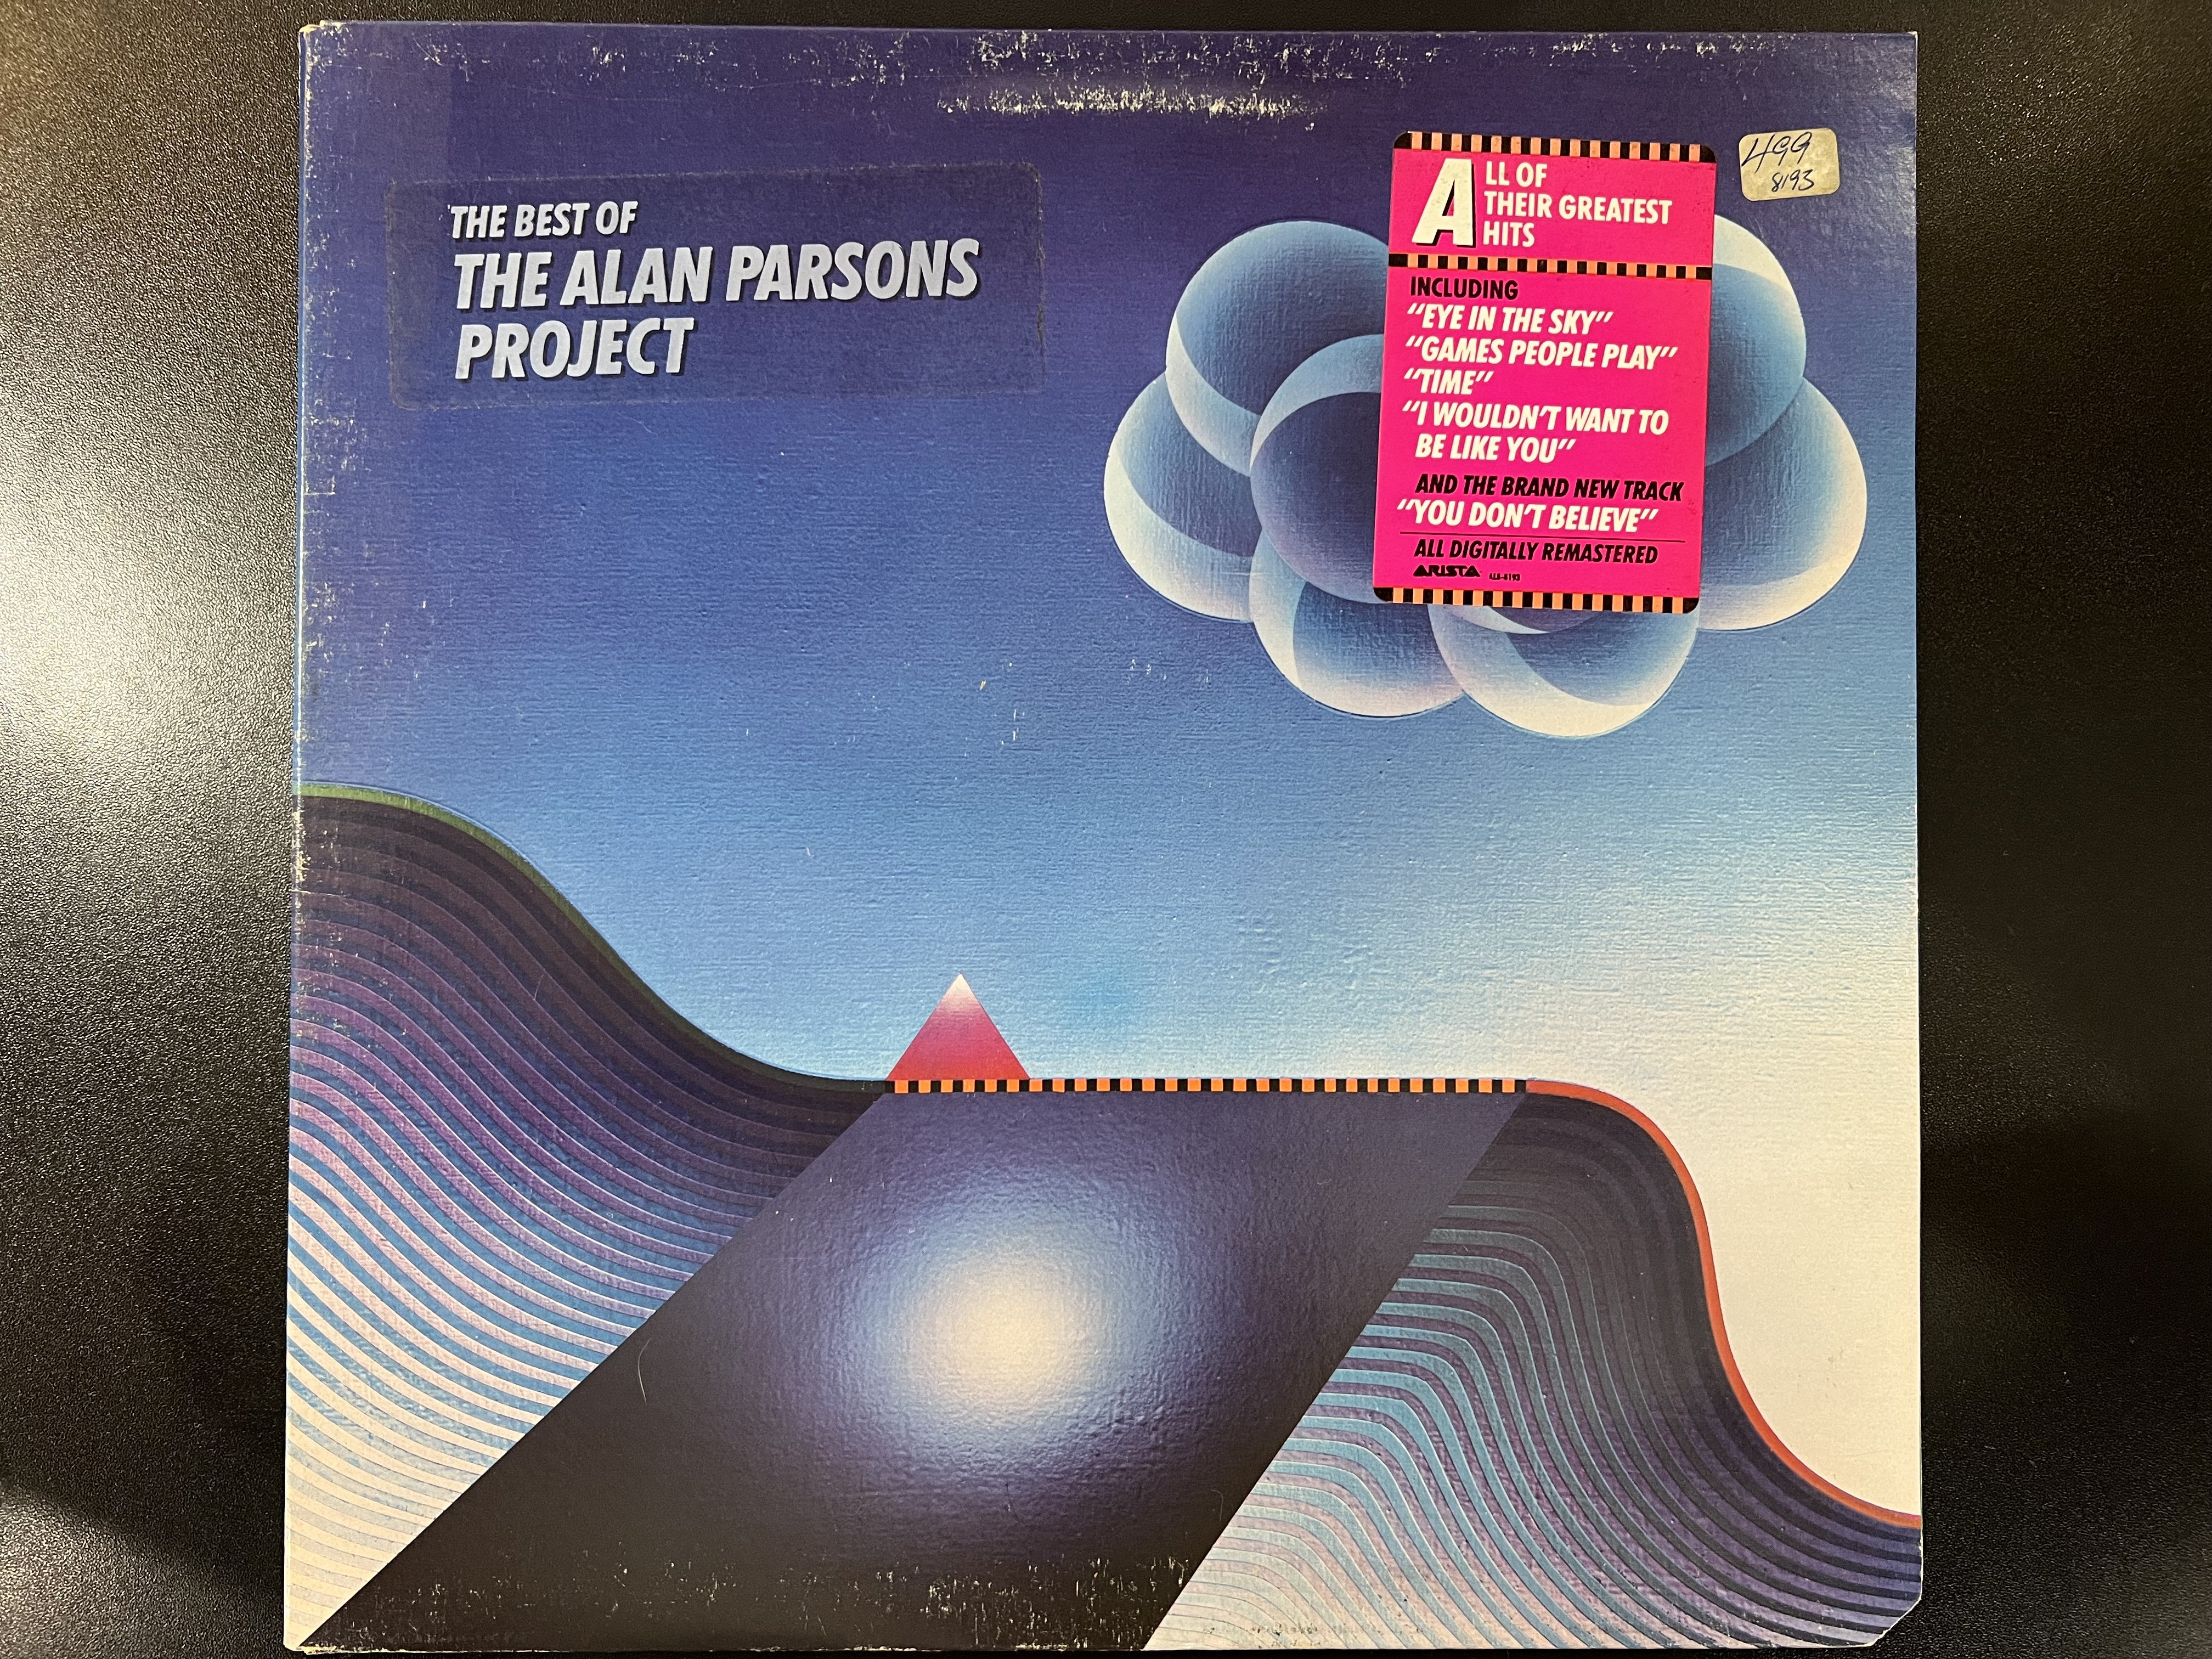 THE BEST OF
THE ALAN PARSONS
PROJECT
ALL OF
THEIR GREATEST
HITS
INCLUDING
"EYE IN THE SKY"
"GAMES PEOPLE PLAY"
"TIME"
"I WOULDN'T WANT TO
BE LIKE YOU"
AND THE BRAND NEW TRACK
"YOU DON'T BELIEVE"
ALL DIGITALLY REMASTERED
ARISTA AL8-8193
499
8193